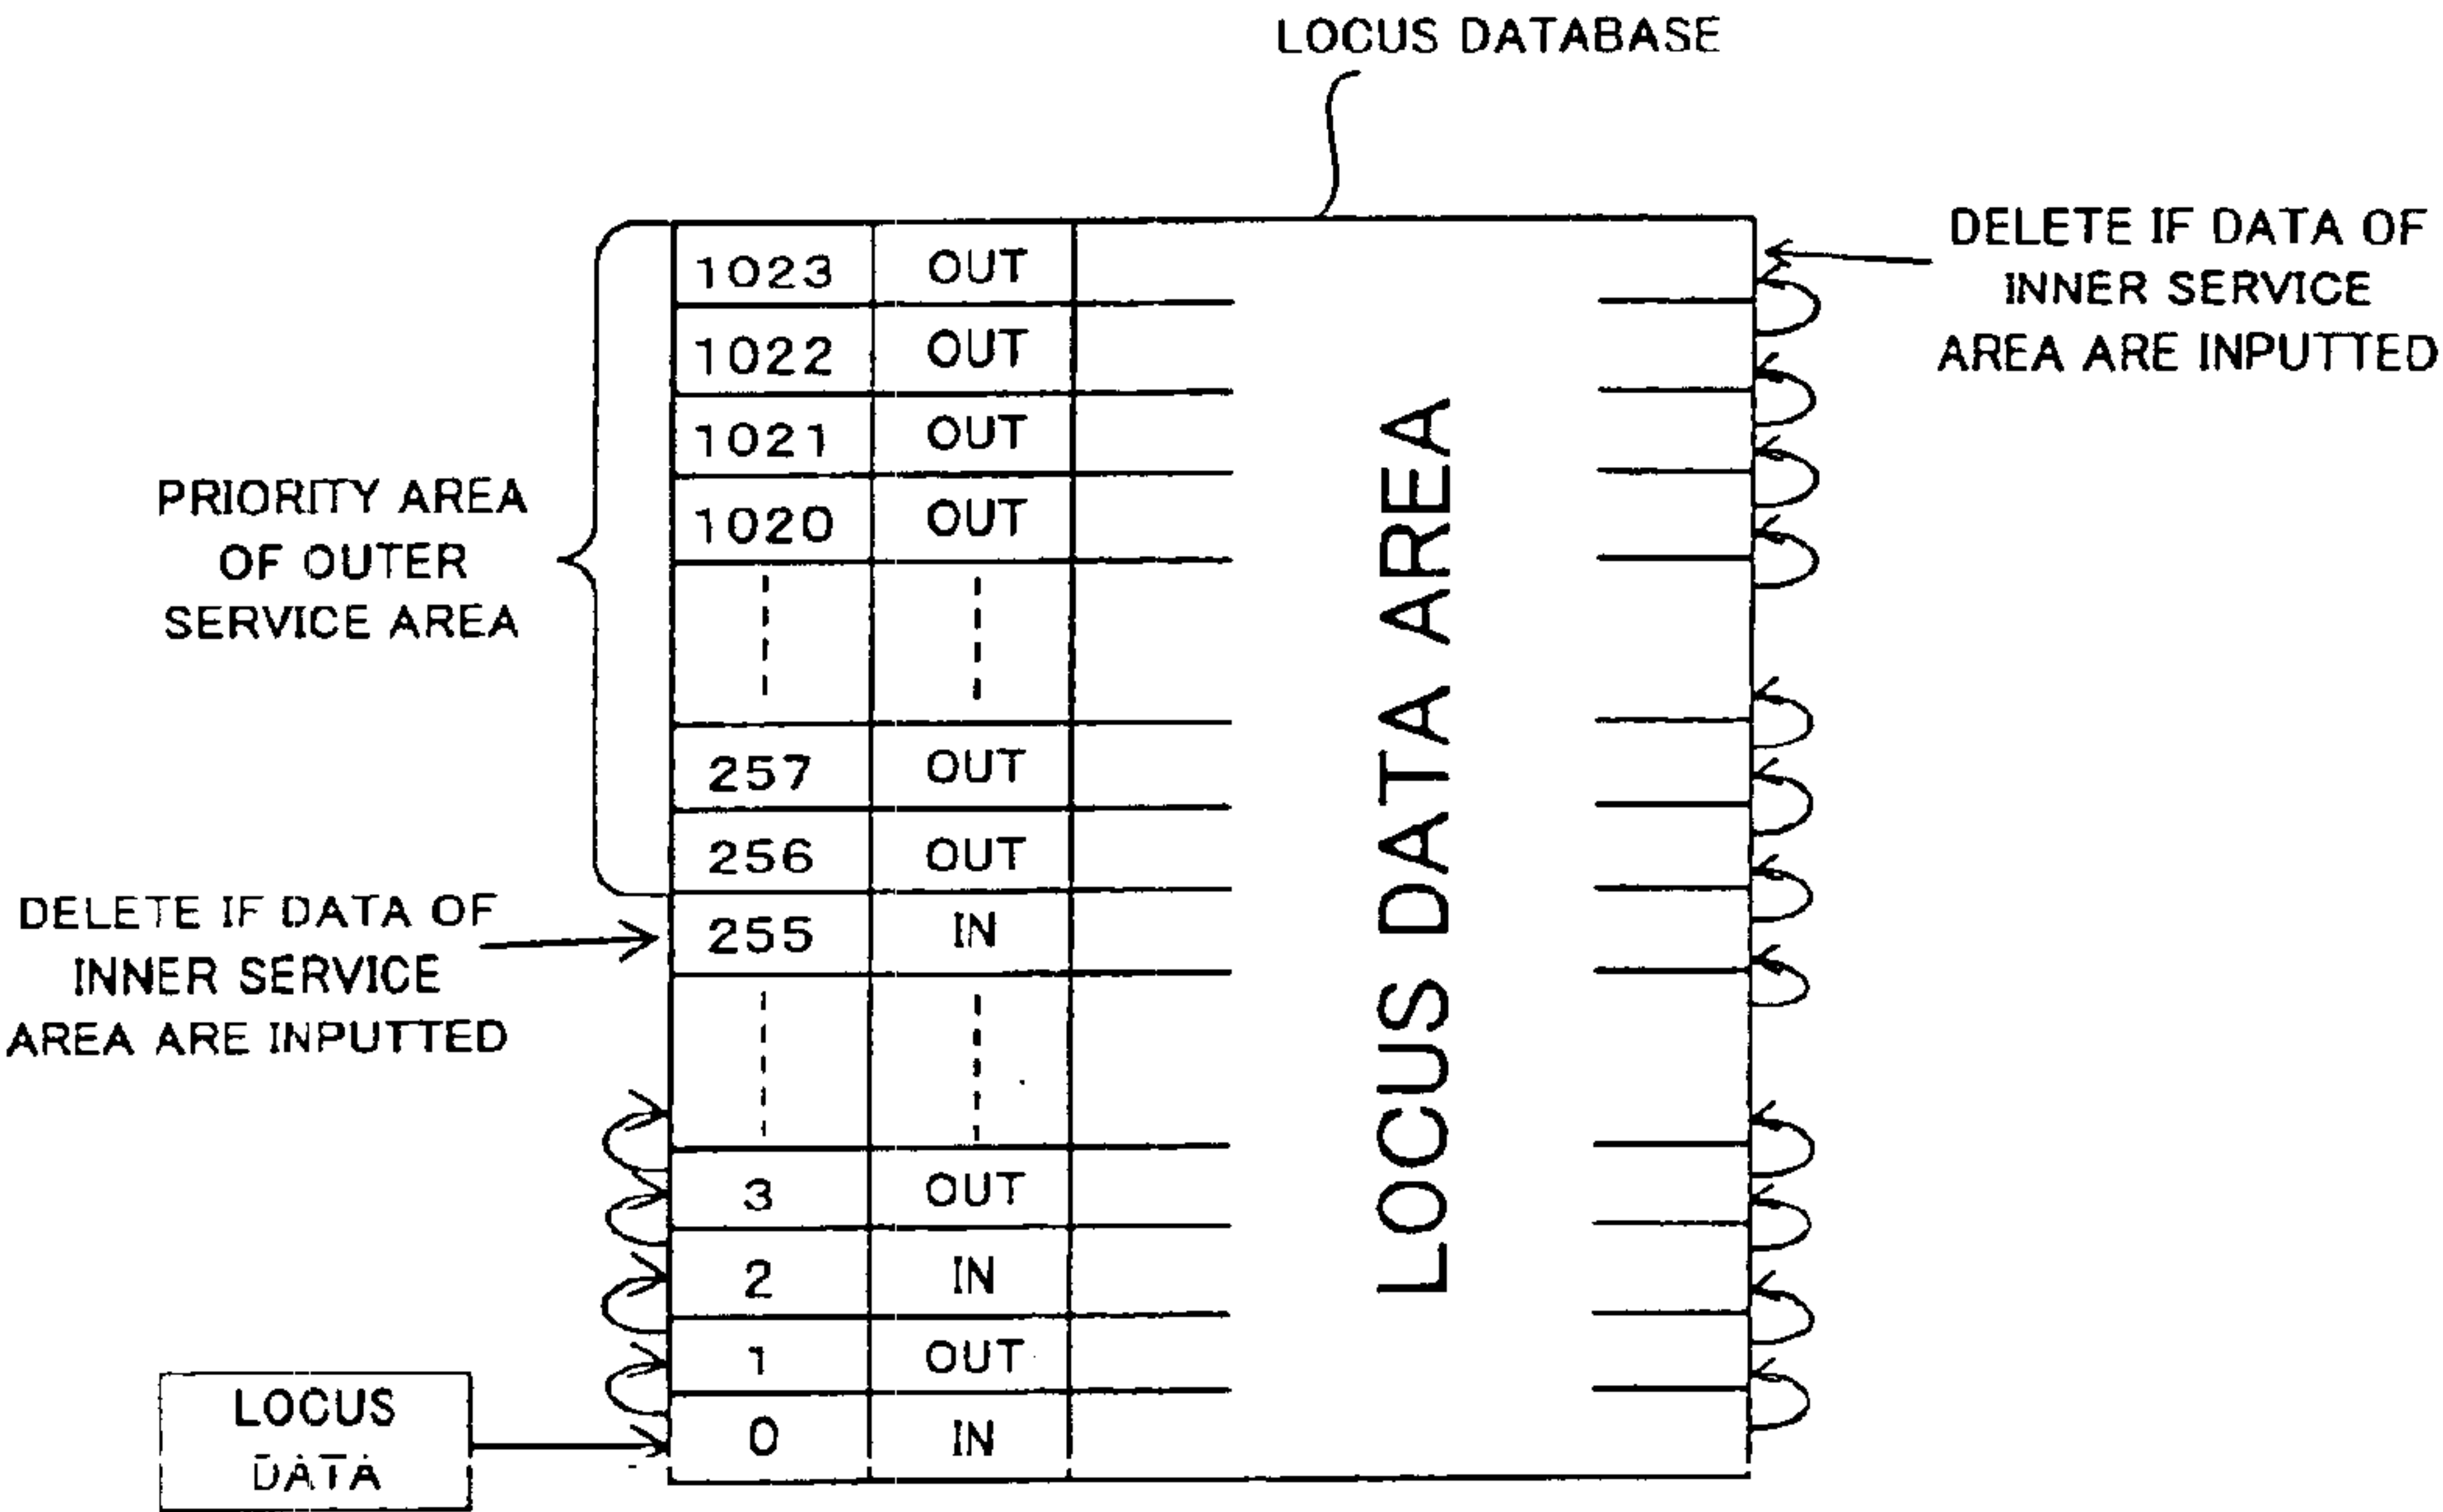 LOCUS DATABASE
DELETE IF DATA OF
INNER SERVICE
AREA ARE INPUTTED
PRIORITY AREA
OF OUTER
SERVICE AREA
DELETE IF DATA OF
INNER SERVICE
AREA ARE INPUTTED
1023 OUT
1022 OUT
1021 OUT
1020 OUT
257 OUT
256 OUT
255 IN
3 OUT
2 IN
1 OUT
0 IN
LOCUS DATA AREA
LOCUS
DATA